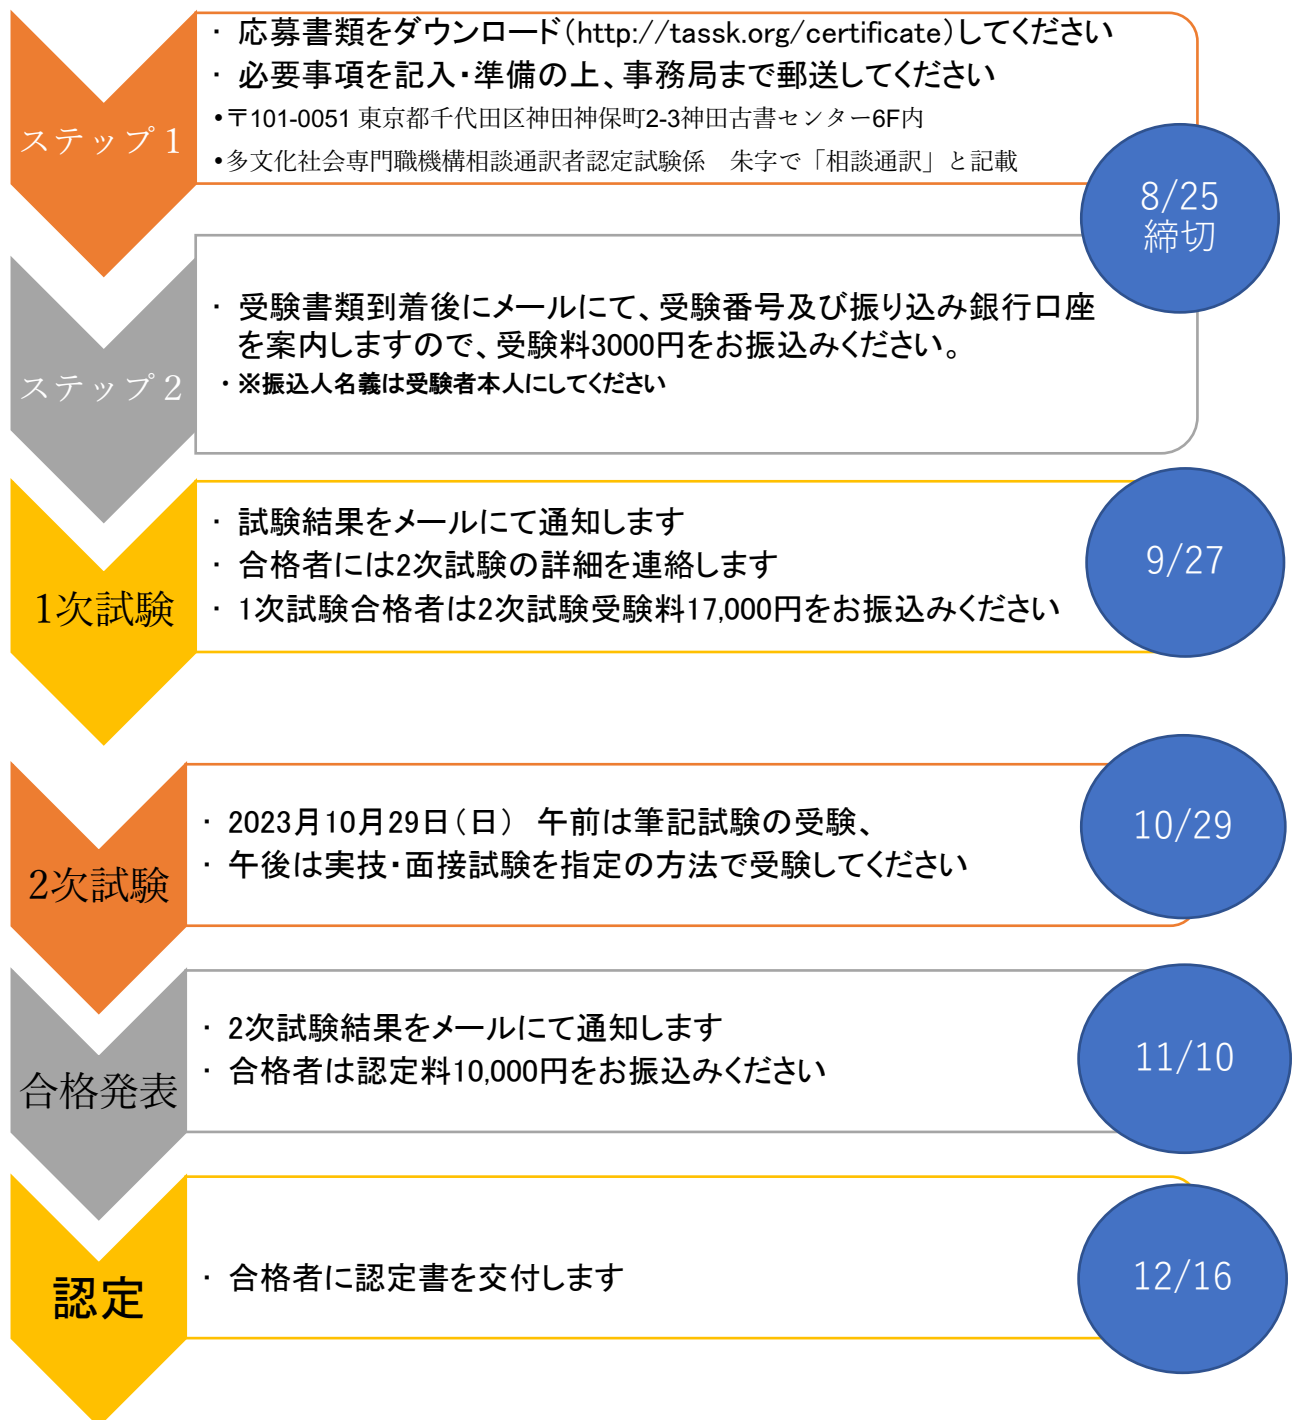 ステップ１
・ 応募書類をダウンロード（http://tassk.org/certificate）してください
・ 必要事項を記入・準備の上、事務局まで郵送してください
•〒101-0051 東京都千代田区神田神保町2-3神田古書センター6F内
•多文化社会専門職機構相談通訳者認定試験係　朱字で「相談通訳」と記載
8/25
締切
ステップ２
・ 受験書類到着後にメールにて、受験番号及び振り込み銀行口座
を案内しますので、受験料3000円をお振込みください。
・※振込人名義は受験者本人にしてください
1次試験
・ 試験結果をメールにて通知します
・ 合格者には2次試験の詳細を連絡します
・ 1次試験合格者は2次試験受験料17,000円をお振込みください
9/27
2次試験
・ 2023月10月29日（日）　午前は筆記試験の受験、
・ 午後は実技・面接試験を指定の方法で受験してください
10/29
合格発表
・ 2次試験結果をメールにて通知します
・ 合格者は認定料10,000円をお振込みください
11/10
認定
・ 合格者に認定書を交付します
12/16